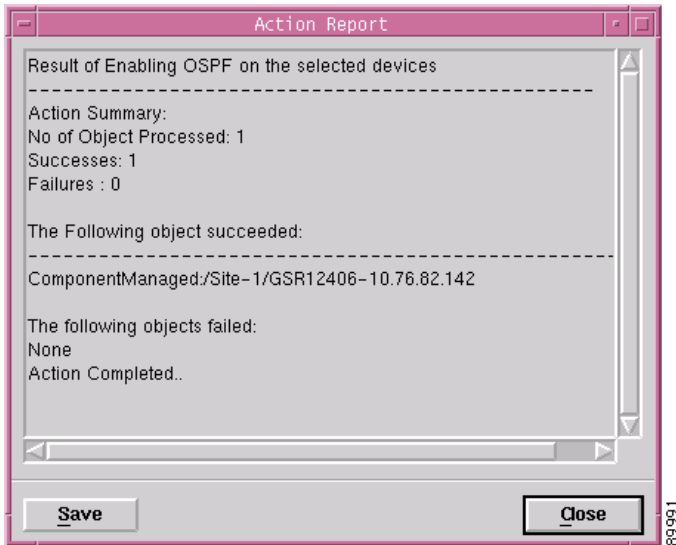 Action Report
Result of Enabling OSPF on the selected devices
------------------------------------------------
Action Summary:
No of Object Processed: 1
Successes: 1
Failures : 0
The Following object succeeded:
--------------------------------------------------
ComponentManaged:/Site-1/GSR12406-10.76.82.142
The following objects failed:
None
Action Completed..
Save
Close
89991